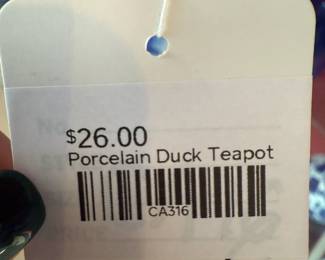 $26.00
Porcelain Duck Teapot
CA316